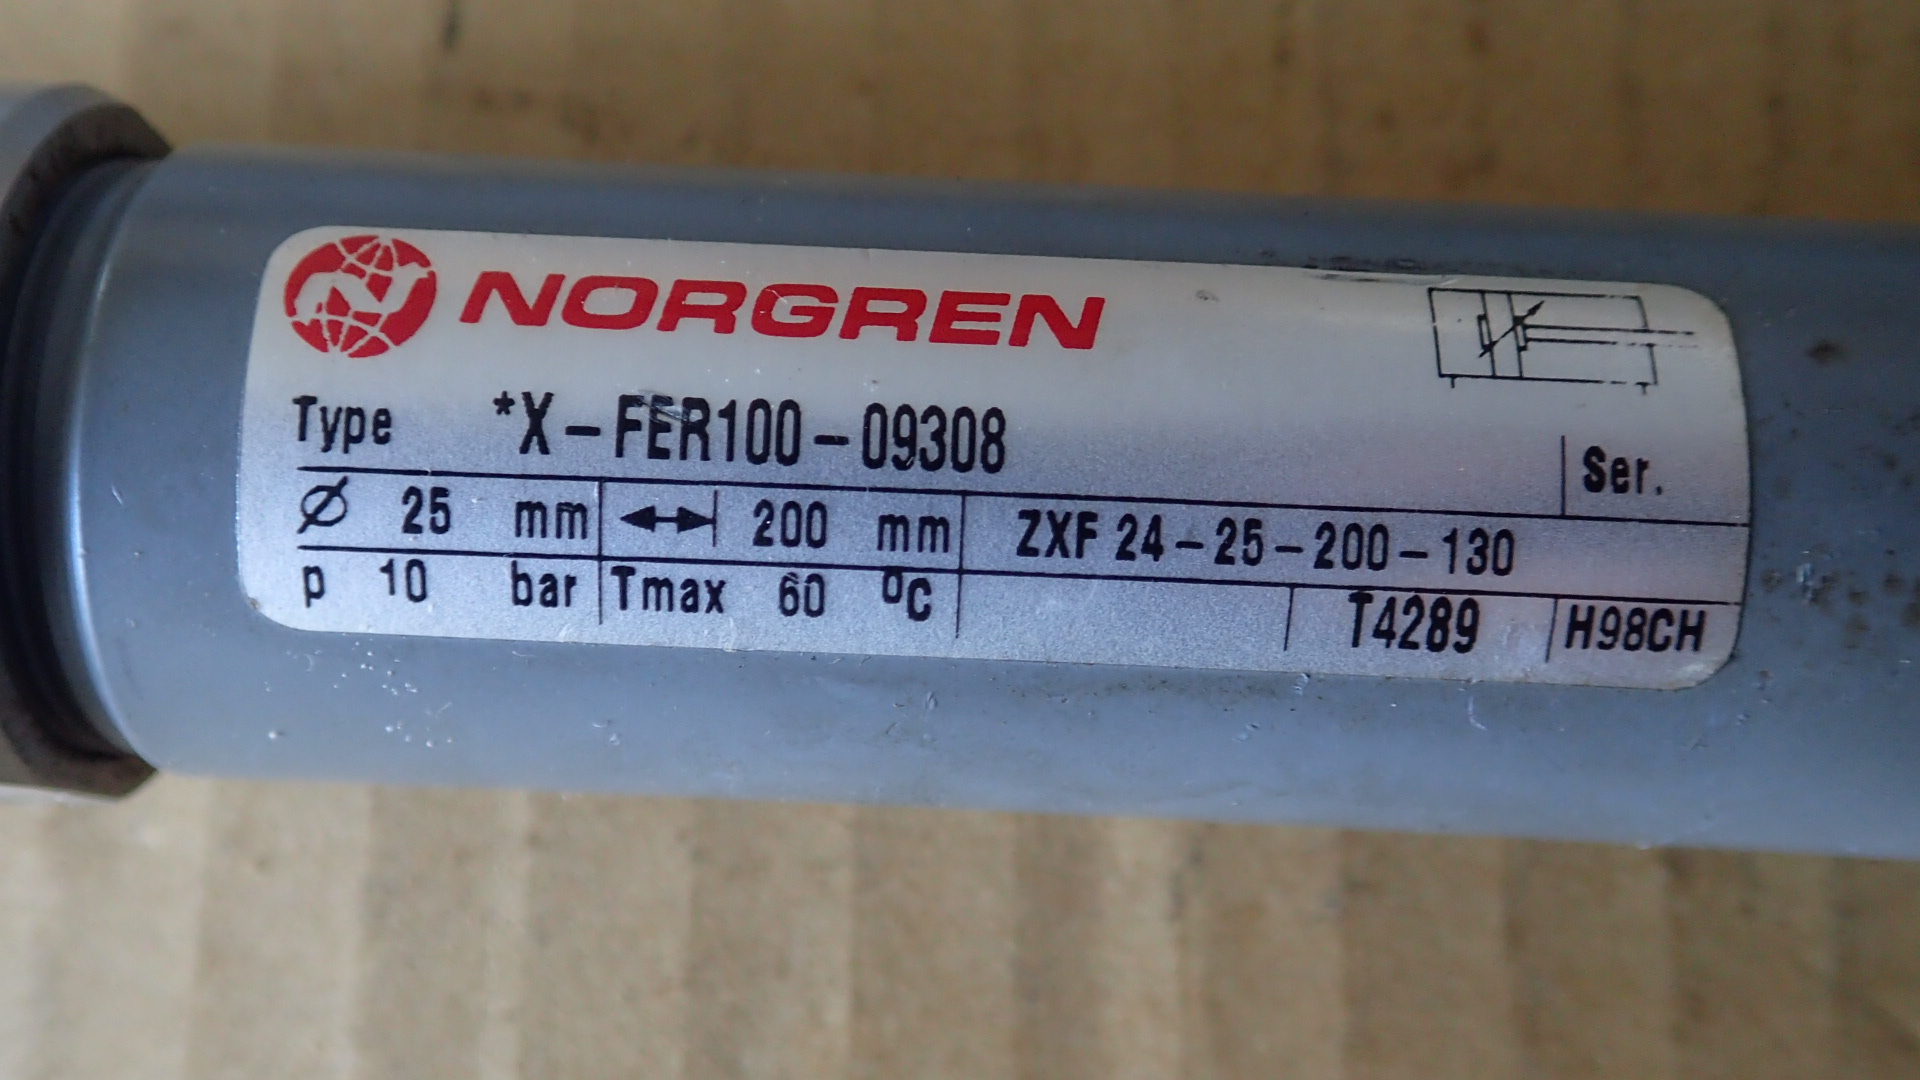 NORGREN
Type *X-FER100-09308 Ser.
Ø 25 mm 200 mm ZXF 24-25-200-130
p 10 bar Tmax 60 ºC T4289 H98CH